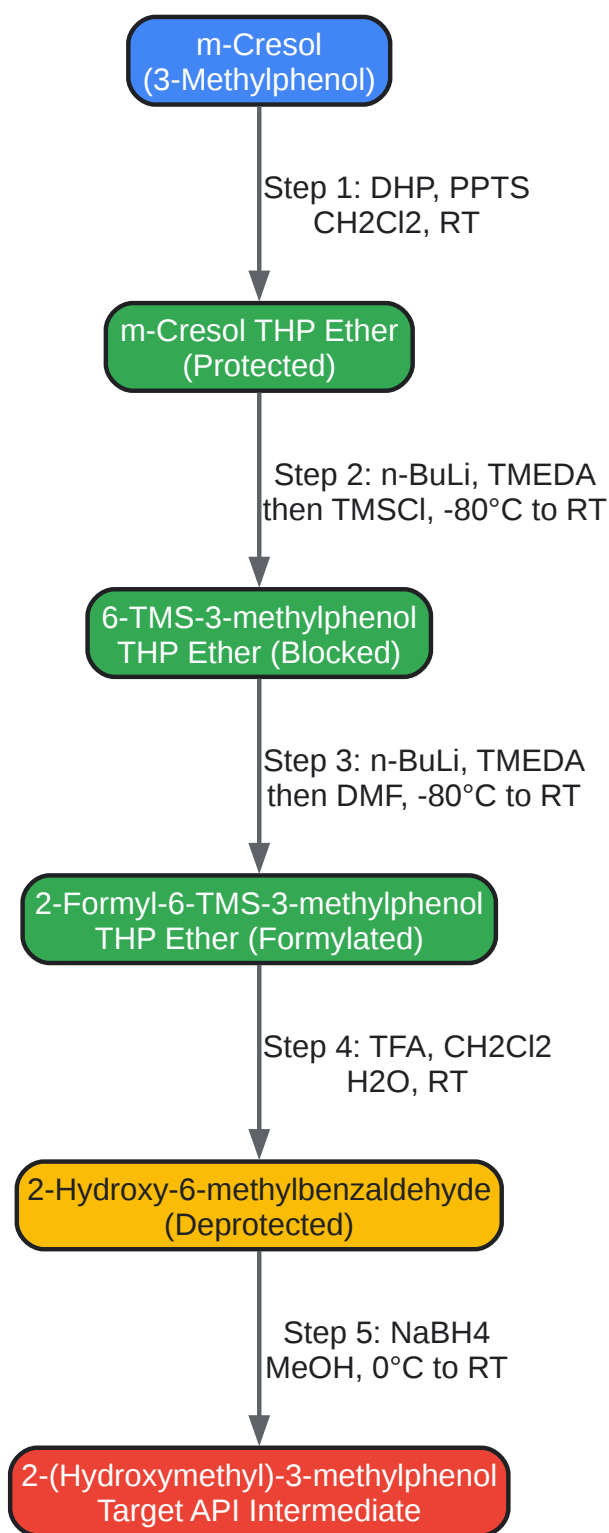 m-Cresol
(3-Methylphenol)
Step 1: DHP, PPTS
CH2Cl2, RT
m-Cresol THP Ether
(Protected)
Step 2: n-BuLi, TMEDA
then TMSCl, -80°C to RT
6-TMS-3-methylphenol
THP Ether (Blocked)
Step 3: n-BuLi, TMEDA
then DMF, -80°C to RT
2-Formyl-6-TMS-3-methylphenol
THP Ether (Formylated)
Step 4: TFA, CH2Cl2
H2O, RT
2-Hydroxy-6-methylbenzaldehyde
(Deprotected)
Step 5: NaBH4
MeOH, 0°C to RT
2-(Hydroxymethyl)-3-methylphenol
Target API Intermediate